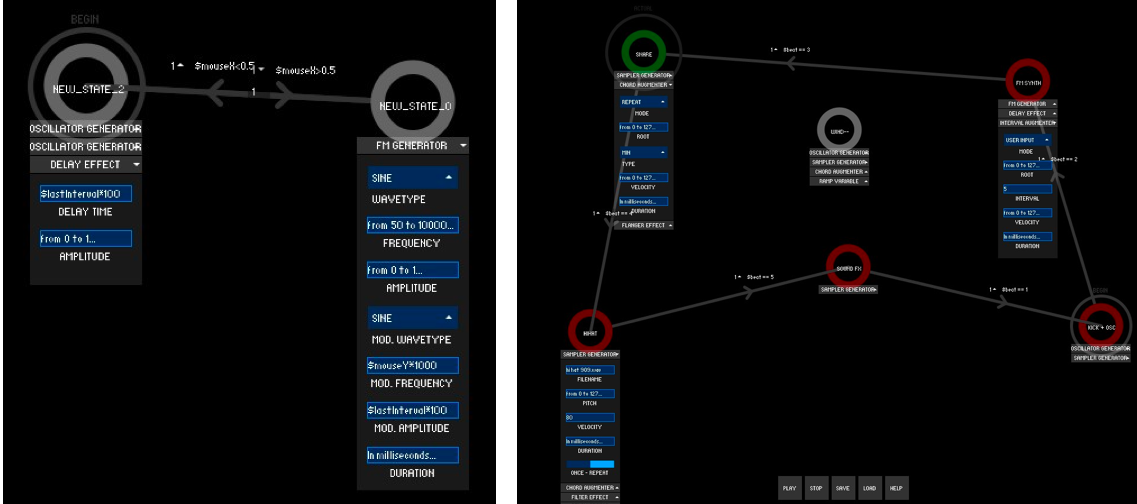 BEGIN
NEW_STATE_2
1
$mouseX<0.5
1
$mouseX>0.5
1
NEW_STATE_0
OSCILLATOR GENERATOR
OSCILLATOR GENERATOR
DELAY EFFECT
$lastInterval*100
DELAY TIME
from 0 to 1...
AMPLITUDE
FM GENERATOR
SINE
WAVETYPE
from 50 to 10000...
FREQUENCY
from 0 to 1...
AMPLITUDE
SINE
MOD. WAVETYPE
$mouseY*1000
MOD. FREQUENCY
$lastInterval*100
MOD. AMPLITUDE
In milliseconds...
DURATION
SNARE
SAMPLER GENERATOR
CHORD AUGMENTER
REPEAT
MODE
from 0 to 127...
ROOT
MIN
TYPE
from 0 to 127...
VELOCITY
In milliseconds...
DURATION
FLANGER EFFECT
1 $beat == 3
1 $beat == 4
OSCILLATOR GENERATOR
SAMPLER GENERATOR
CHORD AUGMENTER
RAMP VARIABLE
FM SYNTH
FM GENERATOR
DELAY EFFECT
INTERVAL AUGMENTER
USER INPUT
MODE
from 0 to 127...
ROOT
5
INTERVAL
from 0 to 127...
VELOCITY
In milliseconds...
DURATION
1 $beat == 2
SOUND FX
SAMPLER GENERATOR
1 $beat == 5
1 $beat == 1
BEGIN
KICK + OSC
OSCILLATOR GENERATOR
SAMPLER GENERATOR
HIHAT
SAMPLER GENERATOR
hihat 909.wav
FILENAME
from 0 to 127...
PITCH
80
VELOCITY
In milliseconds...
DURATION
ONCE - REPEAT
CHORD AUGMENTER
FILTER EFFECT
PLAY
STOP
SAVE
LOAD
HELP